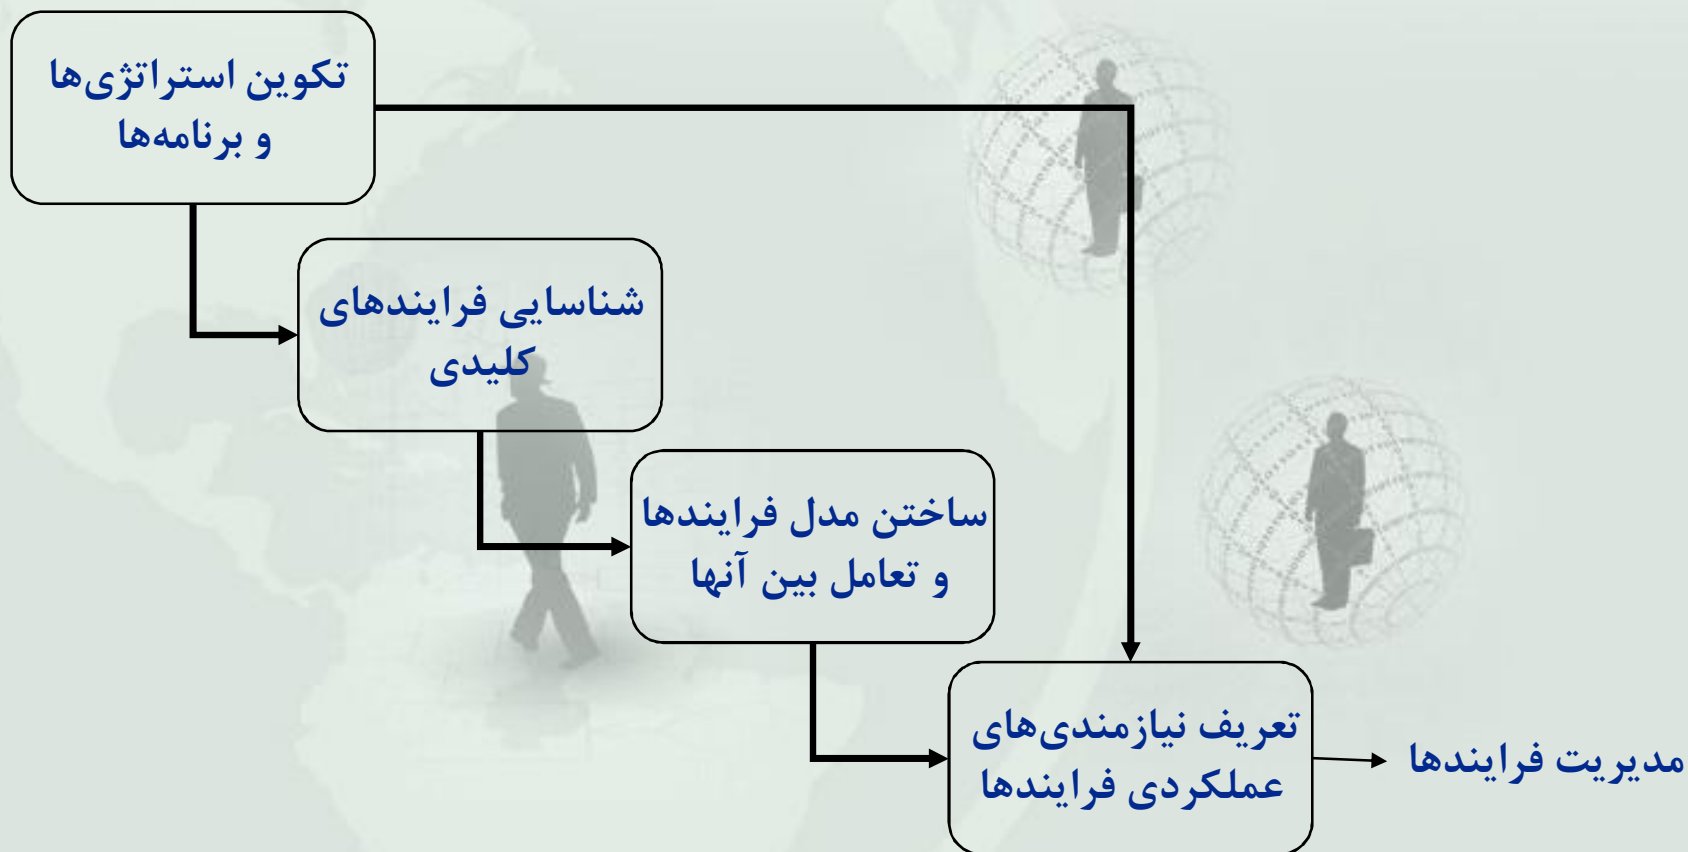 تکوین استراتژی‌ها
و برنامه‌ها
شناسایی فرایندهای
کلیدی
ساختن مدل فرایندها
و تعامل بین آنها
تعریف نیازمندی‌های
عملکردی فرایندها
مدیریت فرایندها